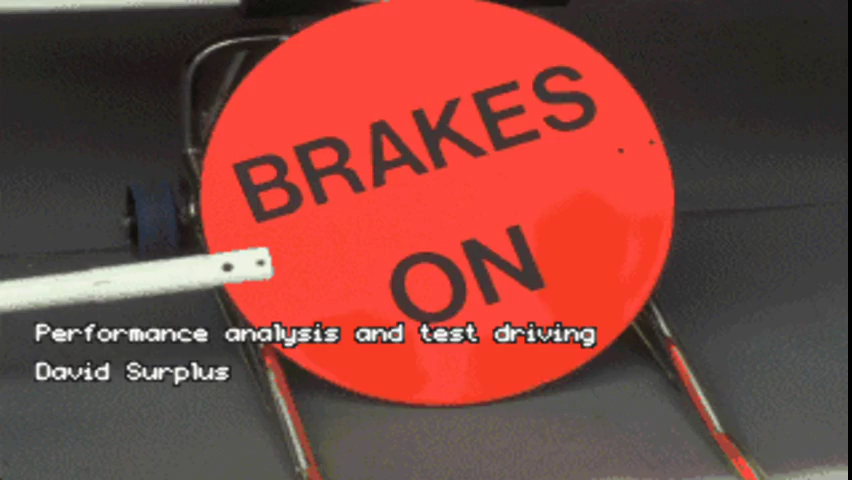 BRAKES
ON
Performance analysis and test driving
David Surplus